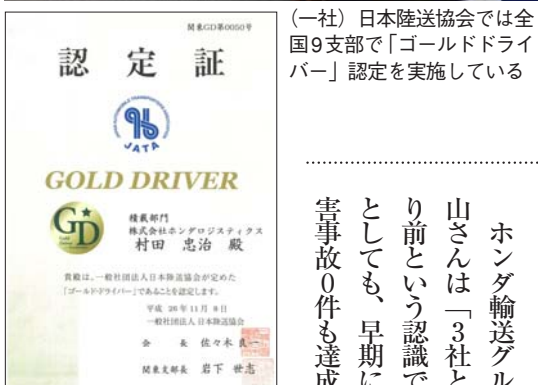 関東GD第0050号
認定証
JATA
GOLD DRIVER
GD
積載部門
株式会社ホンダロジスティクス
村田 忠治 殿
貴殿は、一般社団法人日本陸送協会が定めた
「ゴールドドライバー」であることを認定します。
平成 26年11月 8日
一般社団法人 日本陸送協会
会 長 佐々木 良一
関東支部長 岩下 世志
（一社）日本陸送協会では全
国9支部で「ゴールドドライ
バー」認定を実施している
ホンダ輸送グル
山さんは「3社と
り前という認識で
としても、早期に
害事故0件も達成